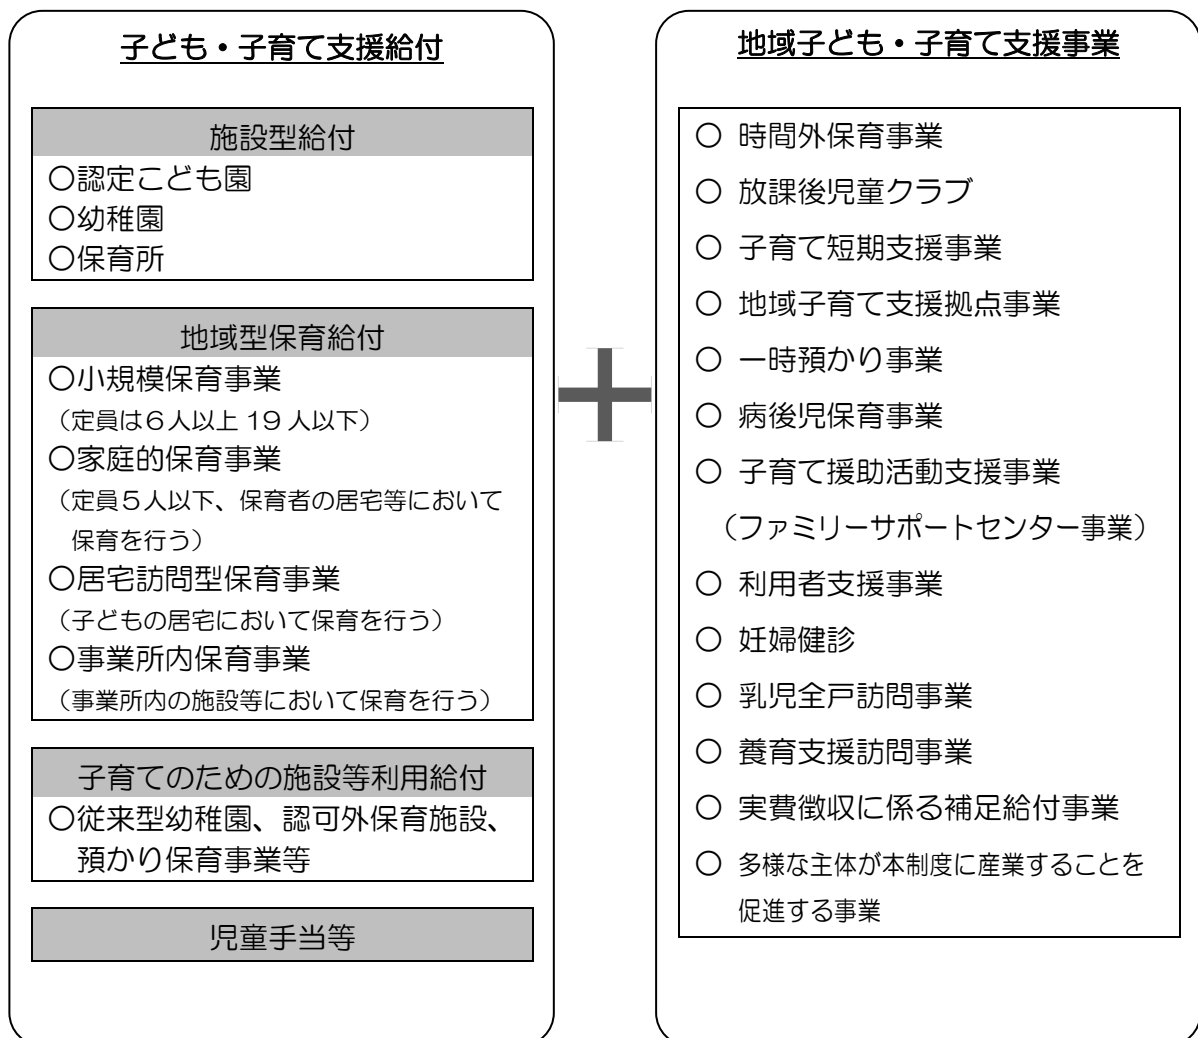 子ども・子育て支援給付
施設型給付
○認定こども園
○幼稚園
○保育所
地域型保育給付
○小規模保育事業
（定員は６人以上 19 人以下）
○家庭的保育事業
（定員５人以下、保育者の居宅等において
保育を行う）
○居宅訪問型保育事業
（子どもの居宅において保育を行う）
○事業所内保育事業
（事業所内の施設等において保育を行う）
子育てのための施設等利用給付
○従来型幼稚園、認可外保育施設、
預かり保育事業等
児童手当等
地域子ども・子育て支援事業
○ 時間外保育事業
○ 放課後児童クラブ
○ 子育て短期支援事業
○ 地域子育て支援拠点事業
○ 一時預かり事業
○ 病後児保育事業
○ 子育て援助活動支援事業
（ファミリーサポートセンター事業）
○ 利用者支援事業
○ 妊婦健診
○ 乳児全戸訪問事業
○ 養育支援訪問事業
○ 実費徴収に係る補足給付事業
○ 多様な主体が本制度に産業することを
促進する事業